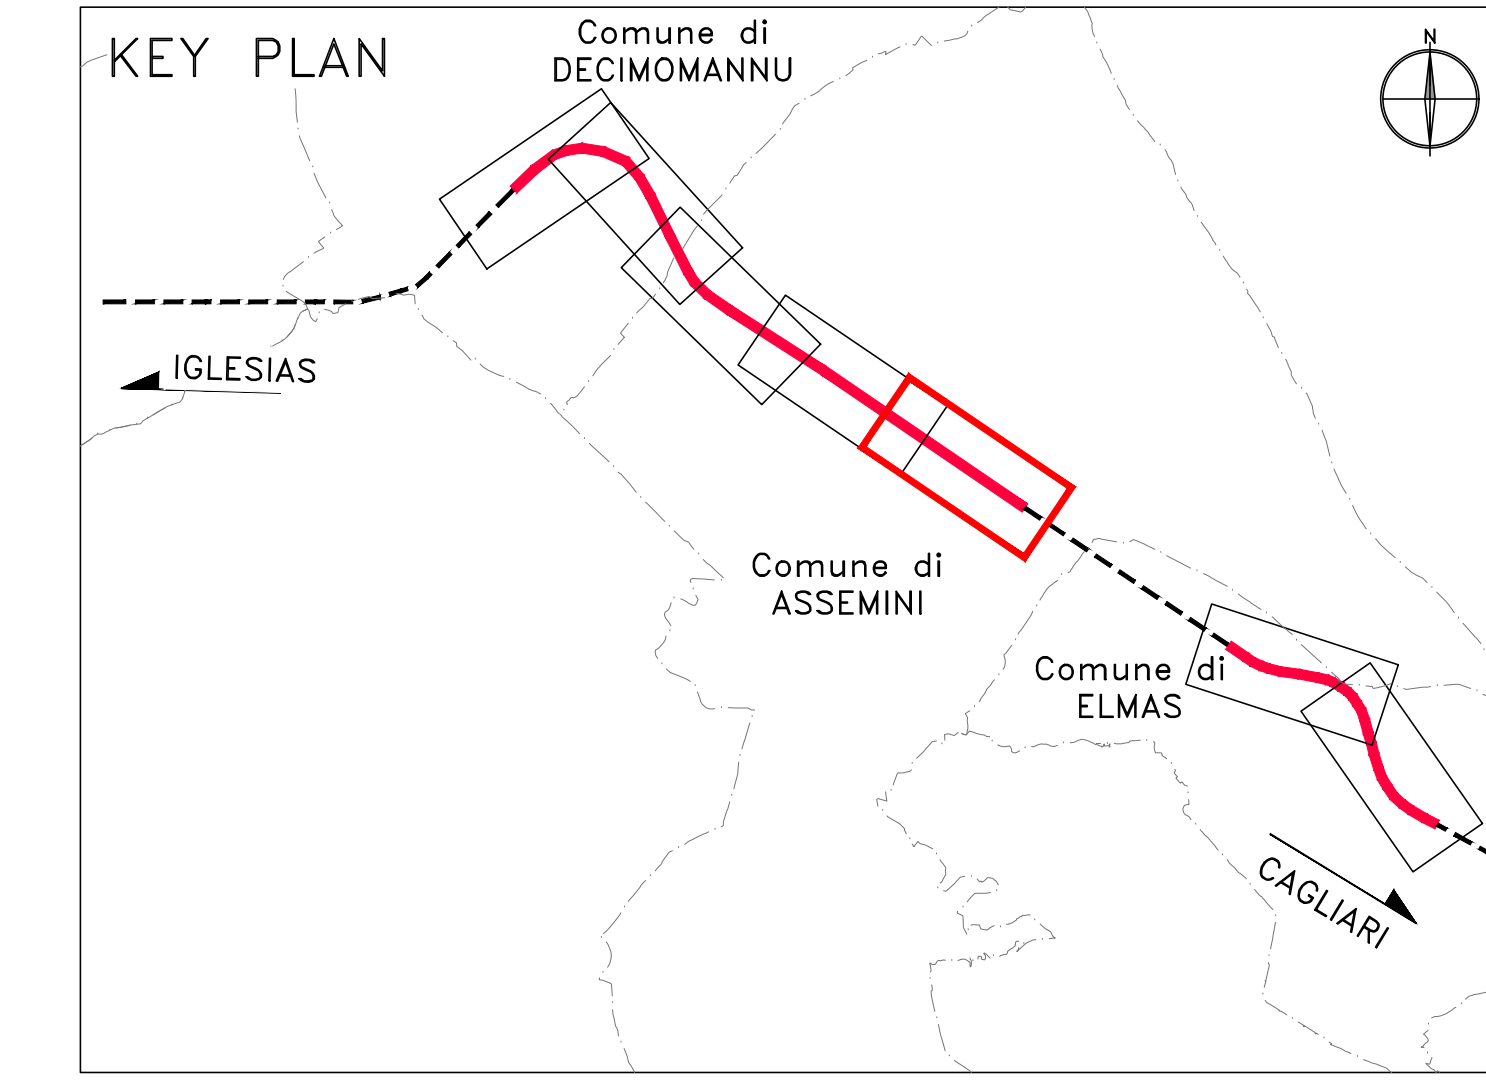 KEY PLAN
Comune di
DECIMOMANNU
N
IGLESIAS
Comune di
ASSEMINI
Comune di
ELMAS
CAGLIARI